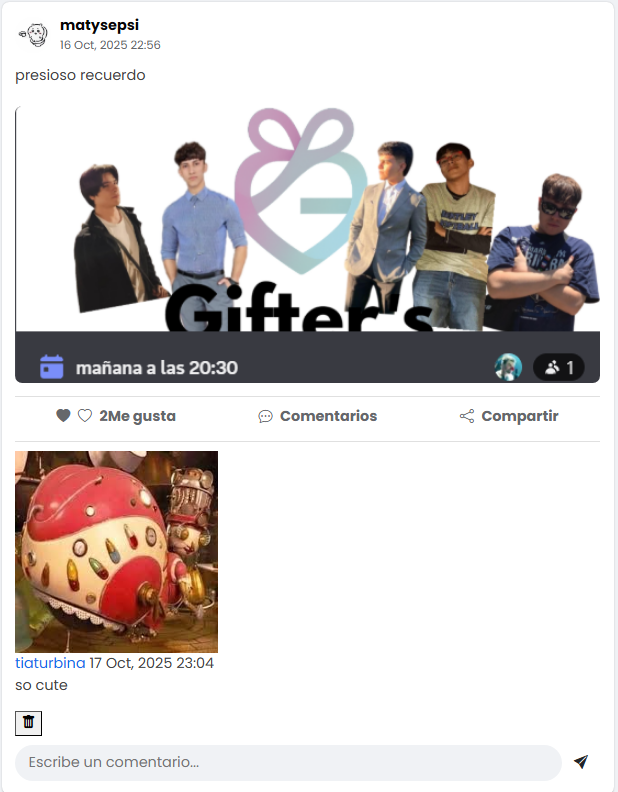 matysepsi
16 Oct, 2025 22:56
presioso recuerdo
Gifter's
mañana a las 20:30
1
2Me gusta
Comentarios
Compartir
tiaturbina 17 Oct, 2025 23:04
so cute
Escribe un comentario...